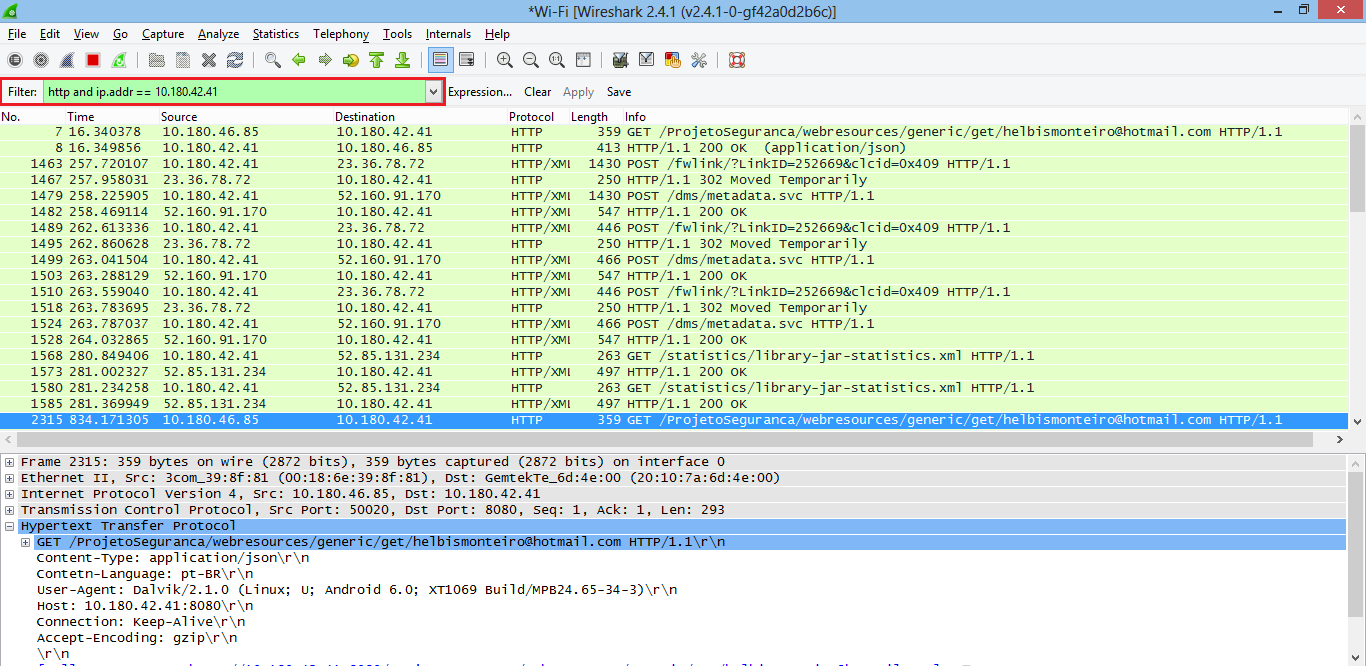 *Wi-Fi [Wireshark 2.4.1 (v2.4.1-0-gf42a0d2b6c)]
File Edit View Go Capture Analyze Statistics Telephony Tools Internals Help
Filter: http and ip.addr == 10.180.42.41 Expression... Clear Apply Save
No. Time Source Destination Protocol Length Info
7 16.340378 10.180.46.85 10.180.42.41 HTTP 359 GET /ProjetoSeguranca/webresources/generic/get/helbismonteiro@hotmail.com HTTP/1.1
8 16.349856 10.180.42.41 10.180.46.85 HTTP 413 HTTP/1.1 200 OK (application/json)
1463 257.720107 10.180.42.41 23.36.78.72 HTTP/XML 1430 POST /fwlink/?LinkID=252669&clcid=0x409 HTTP/1.1
1467 257.958031 23.36.78.72 10.180.42.41 HTTP 250 HTTP/1.1 302 Moved Temporarily
1479 258.225905 10.180.42.41 52.160.91.170 HTTP/XML 1430 POST /dms/metadata.svc HTTP/1.1
1482 258.469114 52.160.91.170 10.180.42.41 HTTP/XML 547 HTTP/1.1 200 OK
1489 262.613336 10.180.42.41 23.36.78.72 HTTP/XML 446 POST /fwlink/?LinkID=252669&clcid=0x409 HTTP/1.1
1495 262.860628 23.36.78.72 10.180.42.41 HTTP 250 HTTP/1.1 302 Moved Temporarily
1499 263.041504 10.180.42.41 52.160.91.170 HTTP/XML 466 POST /dms/metadata.svc HTTP/1.1
1503 263.288129 52.160.91.170 10.180.42.41 HTTP/XML 547 HTTP/1.1 200 OK
1510 263.559040 10.180.42.41 23.36.78.72 HTTP/XML 446 POST /fwlink/?LinkID=252669&clcid=0x409 HTTP/1.1
1518 263.783695 23.36.78.72 10.180.42.41 HTTP 250 HTTP/1.1 302 Moved Temporarily
1524 263.787037 10.180.42.41 52.160.91.170 HTTP/XML 466 POST /dms/metadata.svc HTTP/1.1
1528 264.032865 52.160.91.170 10.180.42.41 HTTP/XML 547 HTTP/1.1 200 OK
1568 280.849406 10.180.42.41 52.85.131.234 HTTP 263 GET /statistics/library-jar-statistics.xml HTTP/1.1
1573 281.002327 52.85.131.234 10.180.42.41 HTTP/XML 497 HTTP/1.1 200 OK
1580 281.234258 10.180.42.41 52.85.131.234 HTTP 263 GET /statistics/library-jar-statistics.xml HTTP/1.1
1585 281.369949 52.85.131.234 10.180.42.41 HTTP/XML 497 HTTP/1.1 200 OK
2315 834.171305 10.180.46.85 10.180.42.41 HTTP 359 GET /ProjetoSeguranca/webresources/generic/get/helbismonteiro@hotmail.com HTTP/1.1
Frame 2315: 359 bytes on wire (2872 bits), 359 bytes captured (2872 bits) on interface 0
Ethernet II, Src: 3com_39:8f:81 (00:18:6e:39:8f:81), Dst: GemtekTe_6d:4e:00 (20:10:7a:6d:4e:00)
Internet Protocol Version 4, Src: 10.180.46.85, Dst: 10.180.42.41
Transmission Control Protocol, Src Port: 50020, Dst Port: 8080, Seq: 1, Ack: 1, Len: 293
Hypertext Transfer Protocol
GET /ProjetoSeguranca/webresources/generic/get/helbismonteiro@hotmail.com HTTP/1.1\r\n
Content-Type: application/json\r\n
Contetn-Language: pt-BR\r\n
User-Agent: Dalvik/2.1.0 (Linux; U; Android 6.0; XT1069 Build/MPB24.65-34-3)\r\n
Host: 10.180.42.41:8080\r\n
Connection: Keep-Alive\r\n
Accept-Encoding: gzip\r\n
\r\n